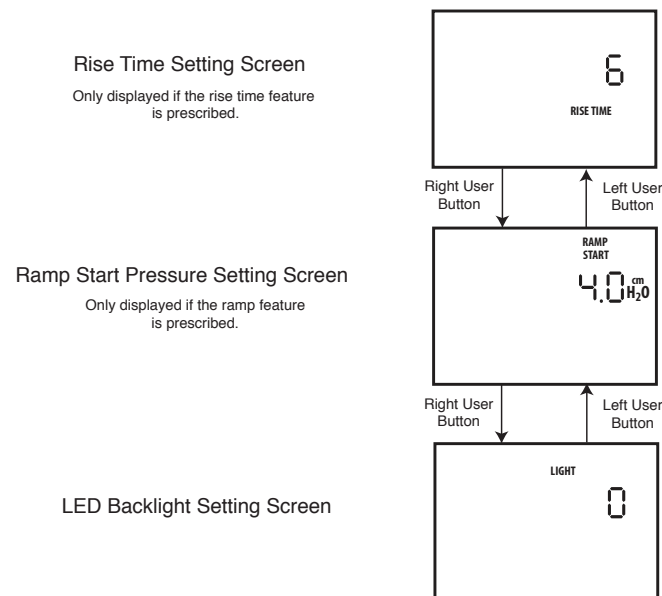 Rise Time Setting Screen
Only displayed if the rise time feature
is prescribed.
6
RISE TIME
Right User
Button
Left User
Button
Ramp Start Pressure Setting Screen
Only displayed if the ramp feature
is prescribed.
RAMP
START
4.0 cm H₂O
Right User
Button
Left User
Button
LED Backlight Setting Screen
LIGHT
0